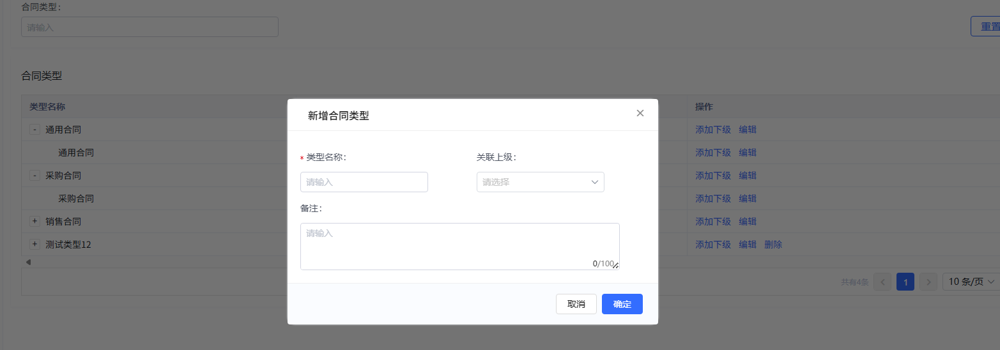 合同类型：
请输入
重置
合同类型
类型名称
操作
- 通用合同
添加下级 编辑
通用合同
添加下级 编辑
- 采购合同
添加下级 编辑
采购合同
添加下级 编辑
+ 销售合同
添加下级 编辑
+ 测试类型12
添加下级 编辑 删除
共有4条
1
10 条/页
新增合同类型
* 类型名称：
关联上级：
请输入
请选择
备注：
请输入
0/100
取消
确定